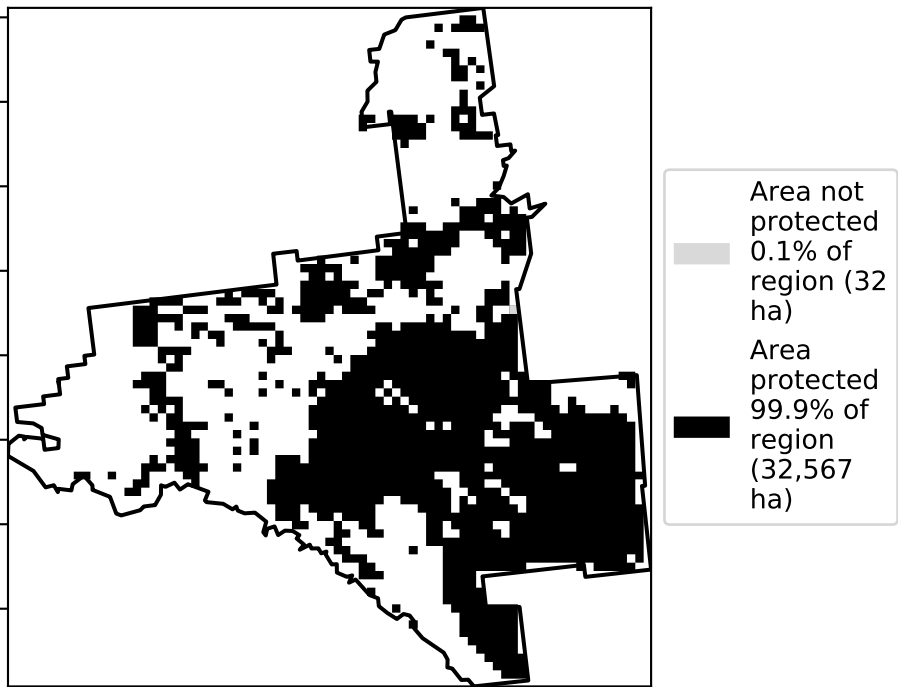 Area not
protected
0.1% of
region (32
ha)
Area
protected
99.9% of
region
(32,567
ha)